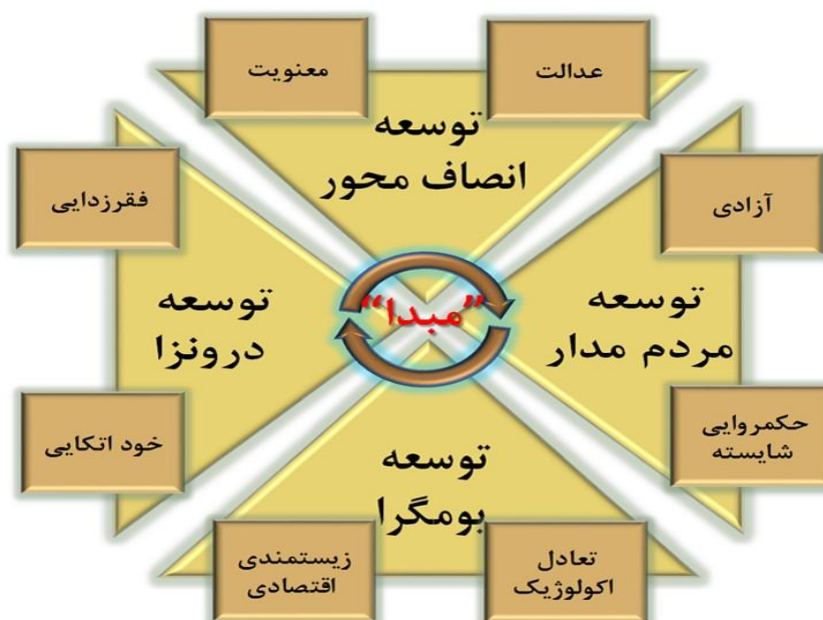 عدالت
معنویت
توسعه
انصاف محور
آزادی
فقرزدایی
توسعه
مردم مدار
"مبدا"
توسعه
درونزا
حکمروایی
شایسته
خود اتکایی
توسعه
بومگرا
تعادل
اکولوژیک
زیستمندی
اقتصادی